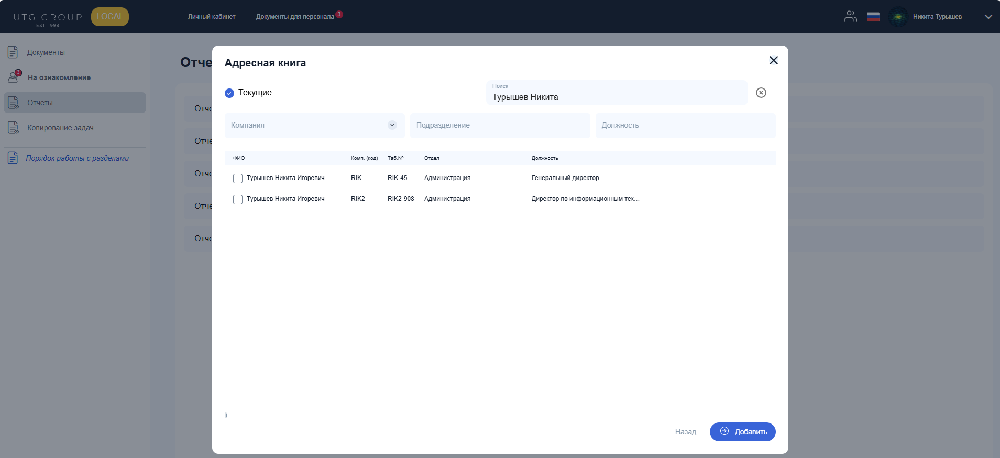 UTG GROUP
EST. 1998
LOCAL
Личный кабинет
Документы для персонала 3
Никита Турышев
Документы
3
На ознакомление
Отчеты
Копирование задач
Порядок работы с разделами
Отче
Отче
Отче
Отче
Отче
Отче
Адресная книга
Текущие
Поиск
Турышев Никита
Компания
Подразделение
Должность
ФИО Комп. (код) Таб.№ Отдел Должность
Турышев Никита Игоревич RIK RIK-45 Администрация Генеральный директор
Турышев Никита Игоревич RIK2 RIK2-908 Администрация Директор по информационным тех...
Назад
Добавить